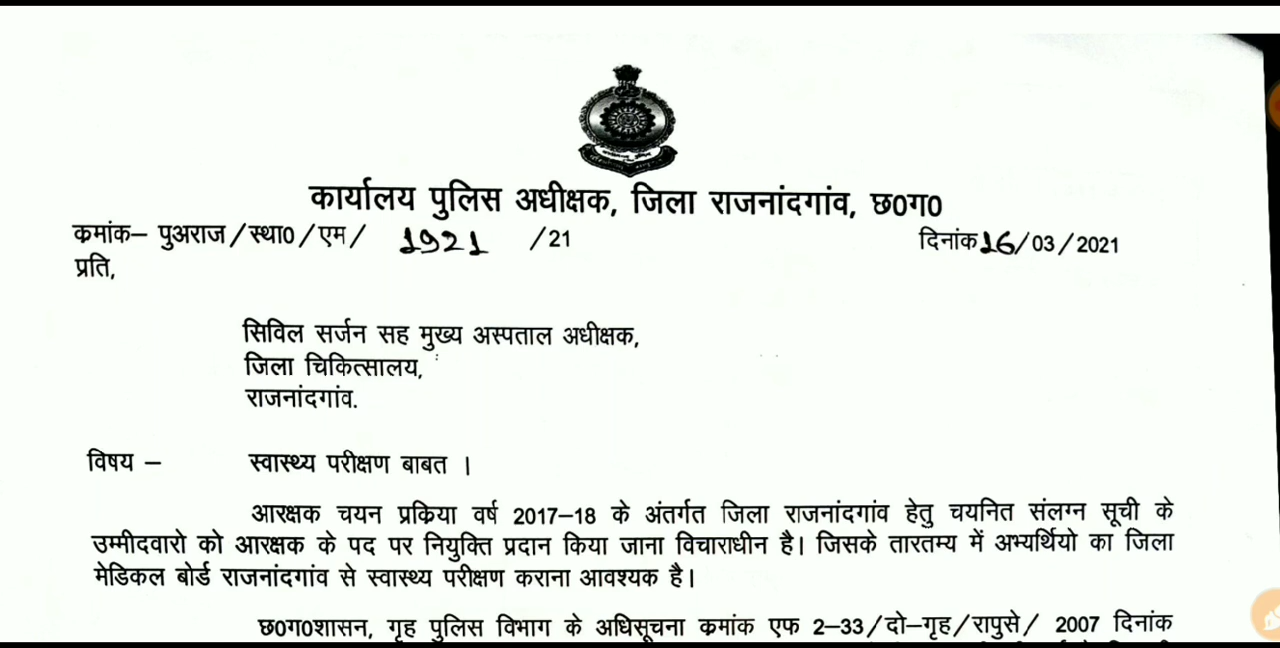 कार्यालय पुलिस अधीक्षक, जिला राजनांदगांव, छ0ग0
कमांक– पुअराज/स्था0/एम/ 1921 /21 दिनांक 16/03/2021
प्रति,
सिविल सर्जन सह मुख्य अस्पताल अधीक्षक,
जिला चिकित्सालय,
राजनांदगांव.
विषय – स्वास्थ्य परीक्षण बाबत ।
आरक्षक चयन प्रकिया वर्ष 2017–18 के अंतर्गत जिला राजनांदगांव हेतु चयनित संलग्न सूची के
उम्मीदवारो को आरक्षक के पद पर नियुक्ति प्रदान किया जाना विचाराधीन है। जिसके तारतम्य में अभ्यर्थियो का जिला
मेडिकल बोर्ड राजनांदगांव से स्वास्थ्य परीक्षण कराना आवश्यक है।
छ0ग0शासन, गृह पुलिस विभाग के अधिसूचना कमांक एफ 2–33/दो–गृह/रापुसे/ 2007 दिनांक